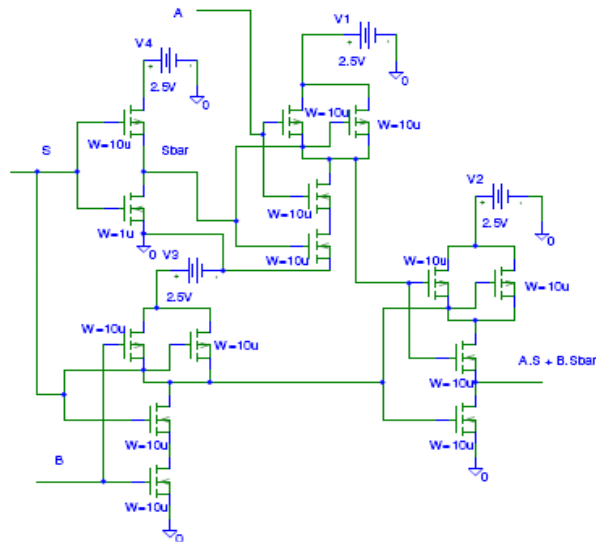 A
V1
+ -
2.5V
0
V4
+ -
2.5V
0
W=10u
W=10u
S
W=10u
Sbar
W=10u
W=1u
0
W=10u
V3
+ -
2.5V
V2
+ -
2.5V
0
W=10u
W=10u
W=10u
W=10u
W=10u
A.S + B.Sbar
W=10u
W=10u
B
W=10u
0
W=10u
0